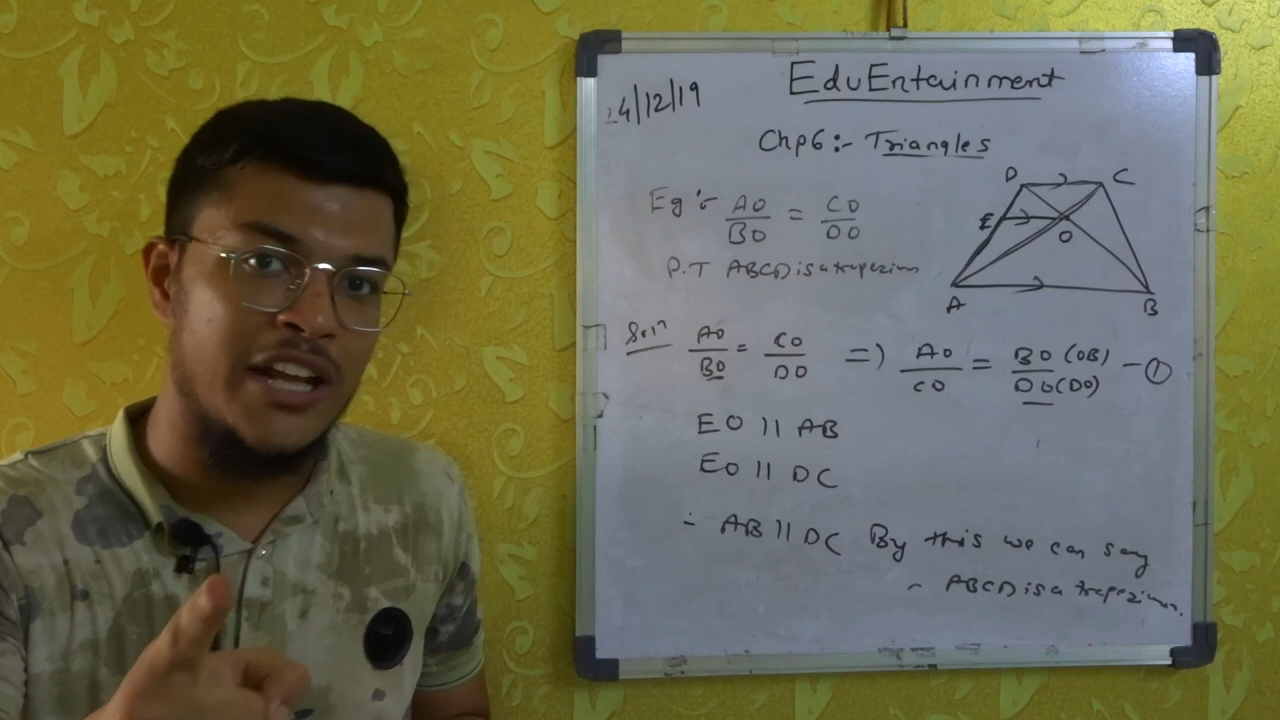 EduEntainment
24/12/19
Chp6:- Triangles
Eg:- AO/BO = CO/DO
P.T ABCD is a trapezium
D C
E
O
A B
Soln AO/BO = CO/DO => AO/CO = BO (OB)/DO (DO) - ①
EO || AB
EO || DC
∴ AB || DC By this we can say
~ ABCD is a trapezium.